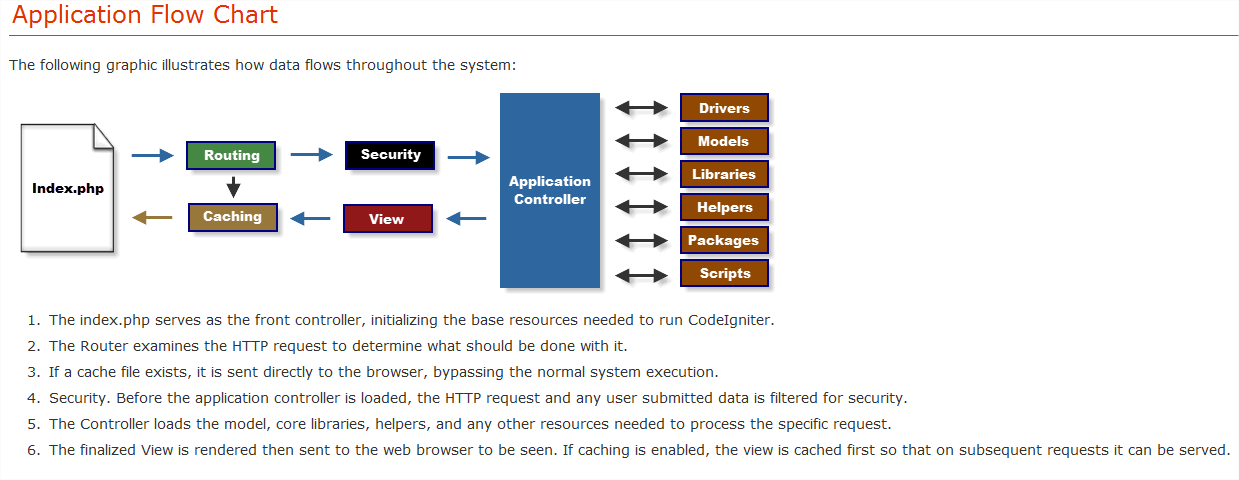 Application Flow Chart
The following graphic illustrates how data flows throughout the system:
Index.php
Routing
Security
Caching
View
Application
Controller
Drivers
Models
Libraries
Helpers
Packages
Scripts
1. The index.php serves as the front controller, initializing the base resources needed to run CodeIgniter.
2. The Router examines the HTTP request to determine what should be done with it.
3. If a cache file exists, it is sent directly to the browser, bypassing the normal system execution.
4. Security. Before the application controller is loaded, the HTTP request and any user submitted data is filtered for security.
5. The Controller loads the model, core libraries, helpers, and any other resources needed to process the specific request.
6. The finalized View is rendered then sent to the web browser to be seen. If caching is enabled, the view is cached first so that on subsequent requests it can be served.